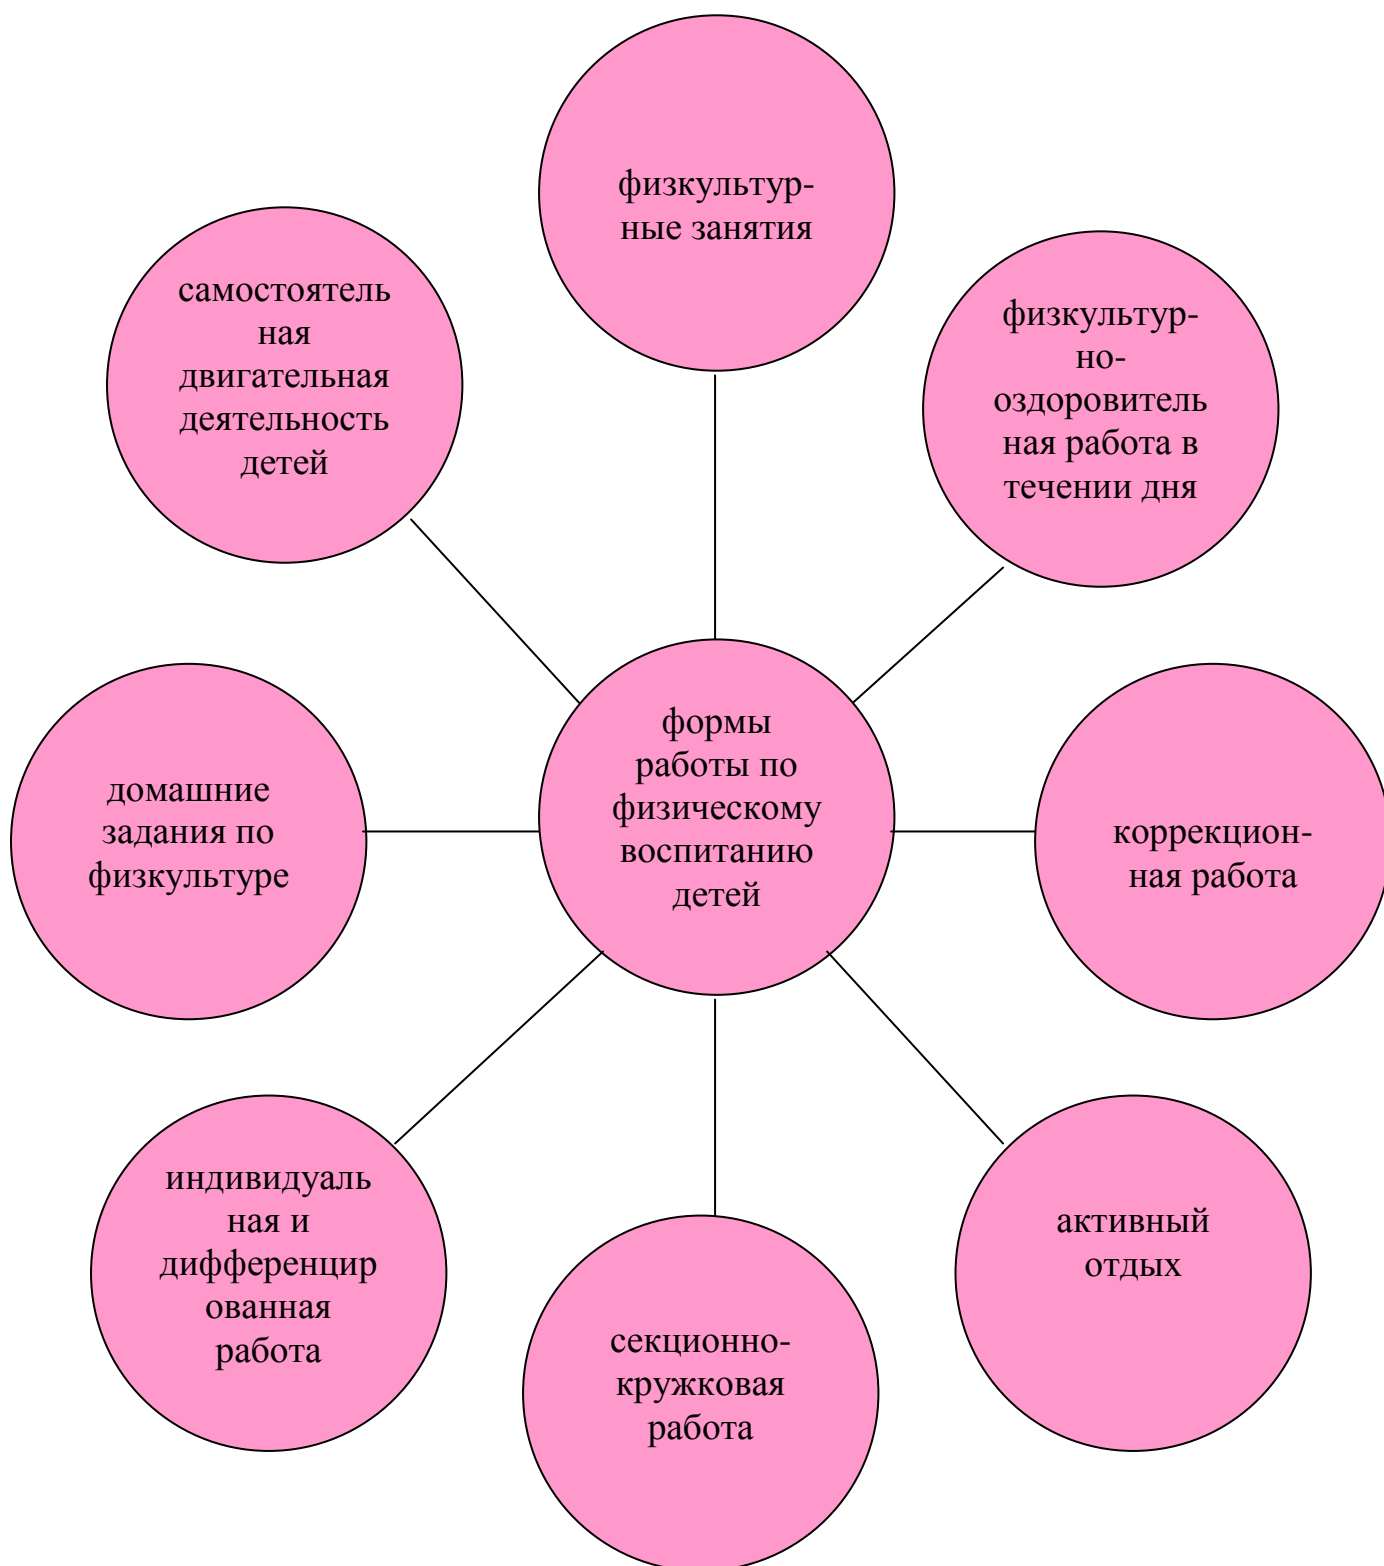 физкультур-
ные занятия
самостоятель
ная
двигательная
деятельность
детей
физкультур-
но-
оздоровитель
ная работа в
течении дня
формы
работы по
физическому
воспитанию
детей
домашние
задания по
физкультуре
коррекцион-
ная работа
индивидуаль
ная и
дифференцир
ованная
работа
активный
отдых
секционно-
кружковая
работа